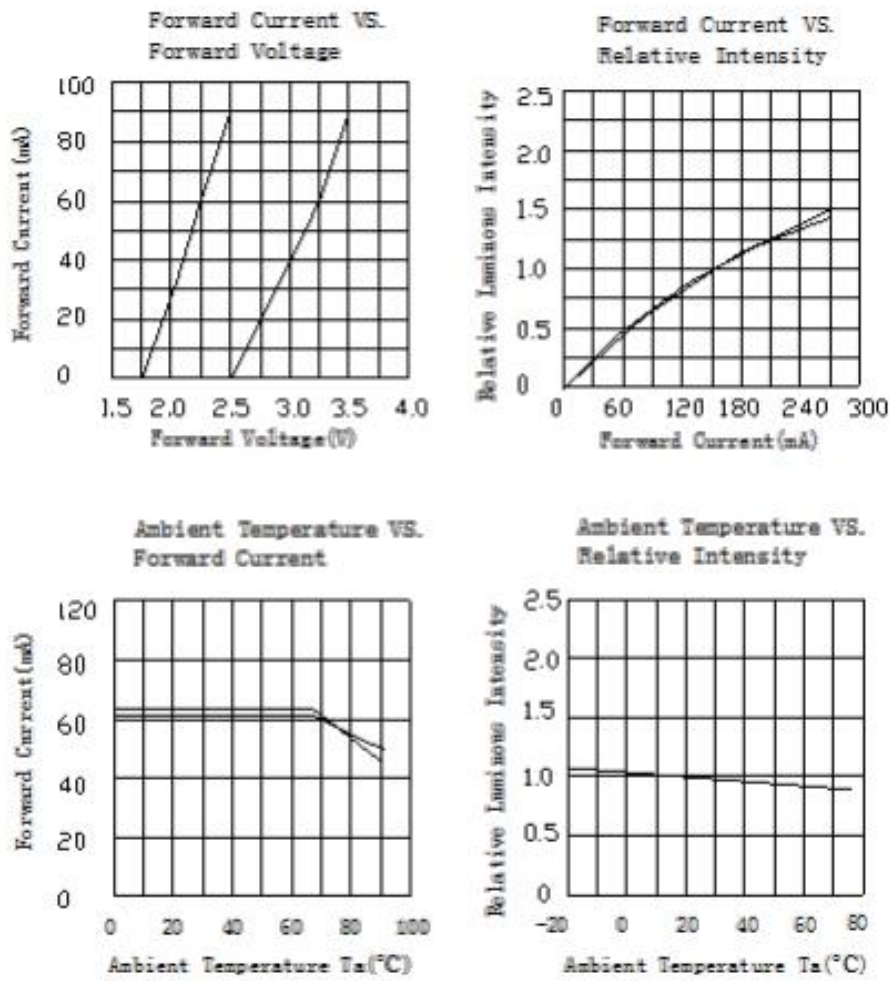 Forward Current VS.
Forward Voltage
Forward Current(mA)
100
80
60
40
20
0
1.5 2.0 2.5 3.0 3.5 4.0
Forward Voltage(V)
Forward Current VS.
Relative Intensity
Relative Luminous Intensity
2.5
2.0
1.5
1.0
0.5
0
0 60 120 180 240 300
Forward Current(mA)
Ambient Temperature VS.
Forward Current
Forward Current(mA)
120
80
60
40
20
0
0 20 40 60 80 100
Ambient Temperature Ta(°C)
Ambient Temperature VS.
Relative Intensity
Relative Luminous Intensity
2.5
2.0
1.5
1.0
0.5
0
-20 0 20 40 60 80
Ambient Temperature Ta(°C)